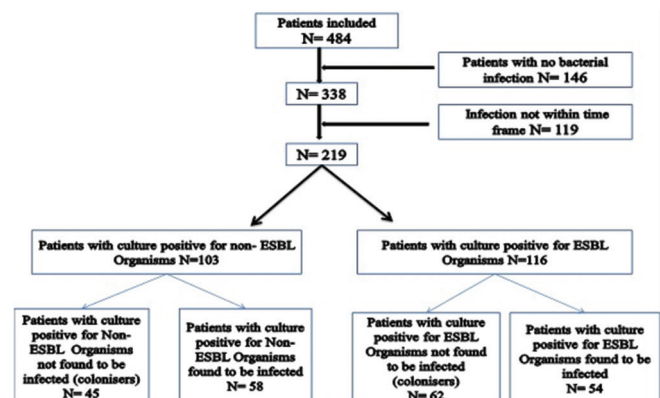 Patients included
N= 484
Patients with no bacterial
infection N= 146
N= 338
Infection not within time
frame N= 119
N= 219
Patients with culture positive for non- ESBL
Organisms N=103
Patients with culture positive for ESBL
Organisms N=116
Patients with culture
positive for Non-
ESBL Organisms
not found to be
infected (colonisers)
N= 45
Patients with culture
positive for Non-
ESBL Organisms
found to be infected
N= 58
Patients with culture
positive for ESBL
Organisms not found
to be infected
(colonisers)
N= 62
Patients with culture
positive for ESBL
Organisms found to be
infected
N= 54